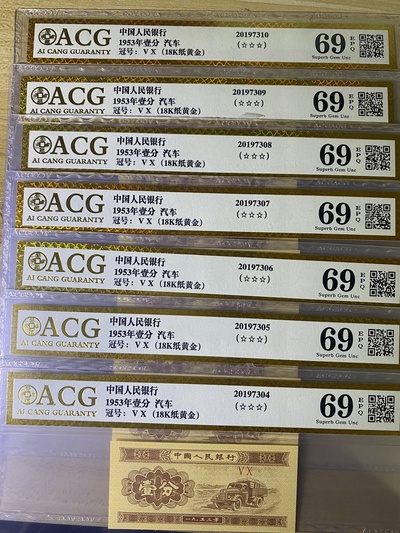 ACG
AI CANG GUARANTY
中国人民银行
1953年壹分 汽车
冠号: V X (18K纸黄金)
20197310
(☆☆☆)
69
EPQ
Superb Gem Unc
ACG
AI CANG GUARANTY
中国人民银行
1953年壹分 汽车
冠号: V X (18K纸黄金)
20197309
(☆☆☆)
69
EPQ
Superb Gem Unc
ACG
AI CANG GUARANTY
中国人民银行
1953年壹分 汽车
冠号: V X (18K纸黄金)
20197308
(☆☆☆)
69
EPQ
Superb Gem Unc
ACG
AI CANG GUARANTY
中国人民银行
1953年壹分 汽车
冠号: V X (18K纸黄金)
20197307
(☆☆☆)
69
EPQ
Superb Gem Unc
ACG
AI CANG GUARANTY
中国人民银行
1953年壹分 汽车
冠号: V X (18K纸黄金)
20197306
(☆☆☆)
69
EPQ
Superb Gem Unc
ACG
AI CANG GUARANTY
中国人民银行
1953年壹分 汽车
冠号: V X (18K纸黄金)
20197305
(☆☆☆)
69
EPQ
Superb Gem Unc
ACG
AI CANG GUARANTY
中国人民银行
1953年壹分 汽车
冠号: V X (18K纸黄金)
20197304
(☆☆☆)
69
EPQ
Superb Gem Unc
中國人民銀行
VX
壹分
一九五三年